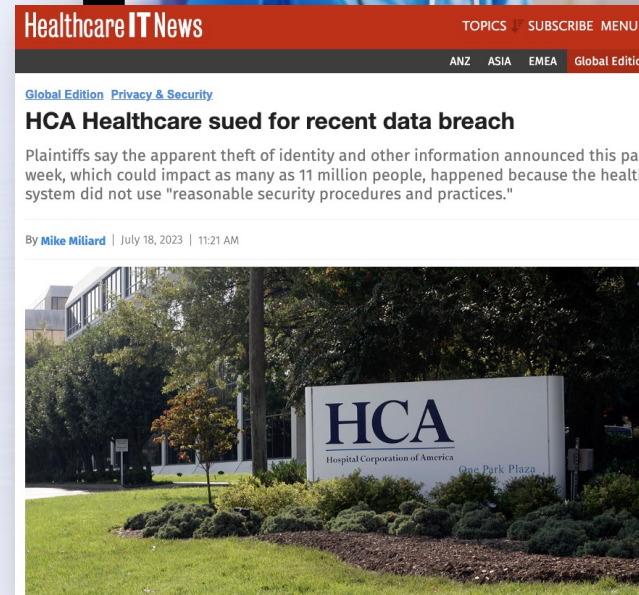 Healthcare IT News
TOPICS SUBSCRIBE MENU
ANZ ASIA EMEA Global Editio
Global Edition Privacy & Security
HCA Healthcare sued for recent data breach
Plaintiffs say the apparent theft of identity and other information announced this pa
week, which could impact as many as 11 million people, happened because the healt
system did not use "reasonable security procedures and practices."
By Mike Miliard | July 18, 2023 | 11:21 AM
HCA
Hospital Corporation of America
One Park Plaza